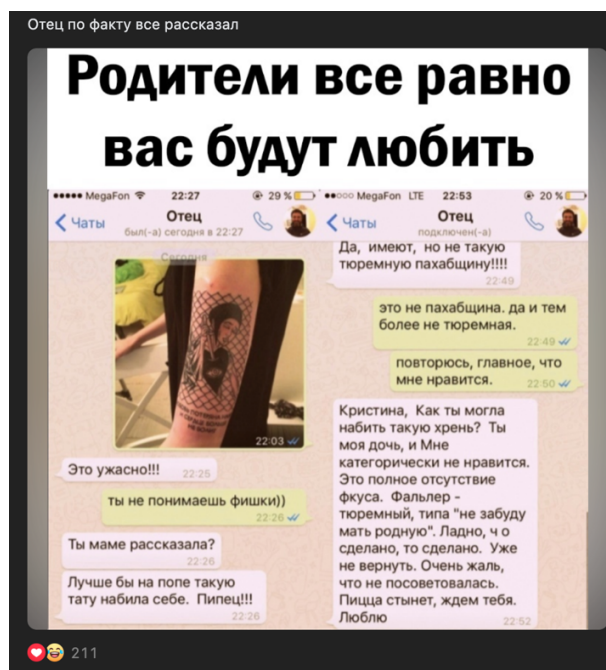 Отец по факту все рассказал
Родители все равно
вас будут любить
MegaFon 22:27 29 %
Чаты
Отец
был(-а) сегодня в 22:27
Сегодня
22:03
Это ужасно!!!
22:25
ты не понимаешь фишки))
22:26
Ты маме рассказала?
22:26
Лучше бы на попе такую
тату набила себе. Пипец!!!
22:26
MegaFon LTE 22:53 20 %
Чаты
Отец
подключен(-а)
Да, имеют, но не такую
тюремную пахабщину!!!!
22:49
это не пахабщина. да и тем
более не тюремная.
22:49
повторюсь, главное, что
мне нравится.
22:50
Кристина, Как ты могла
набить такую хрень? Ты
моя дочь, и Мне
категорически не нравится.
Это полное отсутствие
фкуса. Фальлер -
тюремный, типа "не забуду
мать родную". Ладно, ч о
сделано, то сделано. Уже
не вернуть. Очень жаль,
что не посоветовалась.
Пицца стынет, ждем тебя.
Люблю
22:52
211